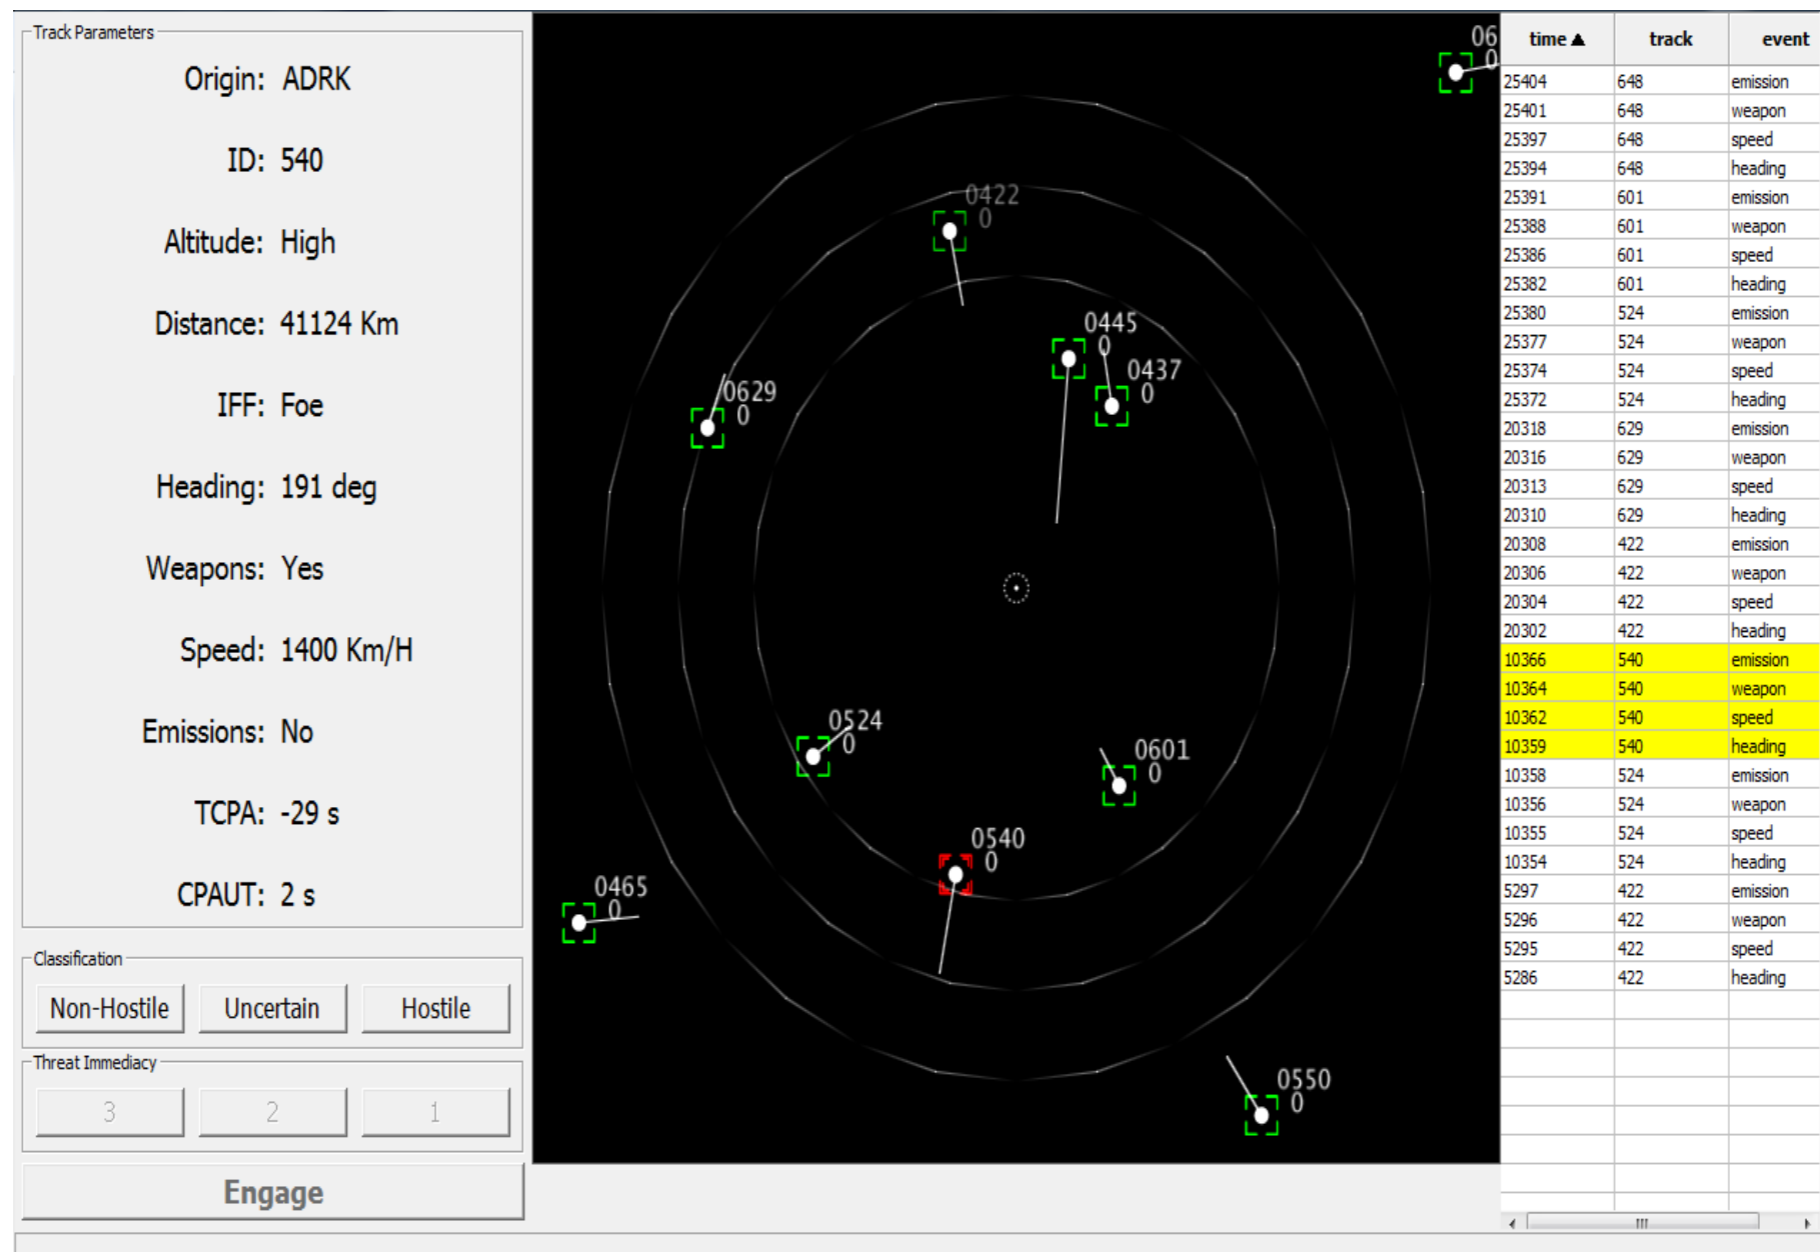 Track Parameters
Origin: ADRK
ID: 540
Altitude: High
Distance: 41124 Km
IFF: Foe
Heading: 191 deg
Weapons: Yes
Speed: 1400 Km/H
Emissions: No
TCPA: -29 s
CPAUT: 2 s
Classification
Non-Hostile Uncertain Hostile
Threat Immediacy
3 2 1
Engage
06
0
0422
0
0445
0
0437
0
0629
0
0524
0
0601
0
0540
0
0465
0
0550
0
time ▲ track event
25404 648 emission
25401 648 weapon
25397 648 speed
25394 648 heading
25391 601 emission
25388 601 weapon
25386 601 speed
25382 601 heading
25380 524 emission
25377 524 weapon
25374 524 speed
25372 524 heading
20318 629 emission
20316 629 weapon
20313 629 speed
20310 629 heading
20308 422 emission
20306 422 weapon
20304 422 speed
20302 422 heading
10366 540 emission
10364 540 weapon
10362 540 speed
10359 540 heading
10358 524 emission
10356 524 weapon
10355 524 speed
10354 524 heading
5297 422 emission
5296 422 weapon
5295 422 speed
5286 422 heading